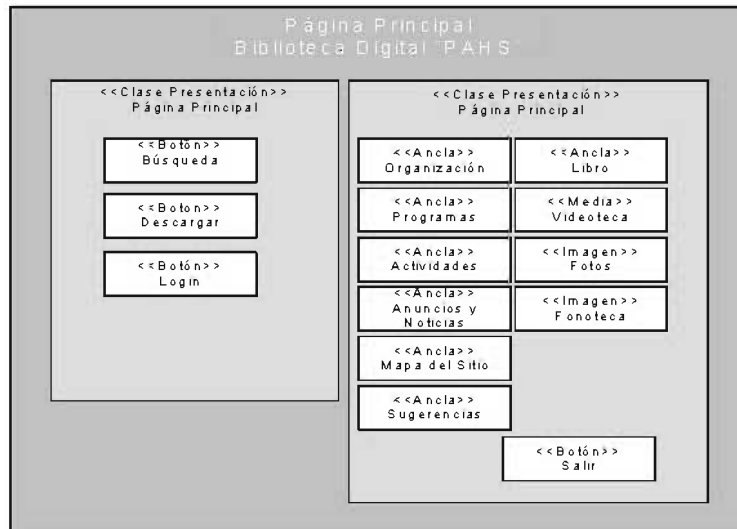 Página Principal
Biblioteca Digital "PAHS"
<<Clase Presentación>>
Página Principal
<<Botón>>
Búsqueda
<<Boton>>
Descargar
<<Botón>>
Login
<<Clase Presentación>>
Página Principal
<<Ancla>>
Organización
<<Ancla>>
Libro
<<Ancla>>
Programas
<<Media>>
Videoteca
<<Ancla>>
Actividades
<<Imagen>>
Fotos
<<Ancla>>
Anuncios y
Noticias
<<Imagen>>
Fonoteca
<<Ancla>>
Mapa del Sitio
<<Ancla>>
Sugerencias
<<Botón>>
Salir